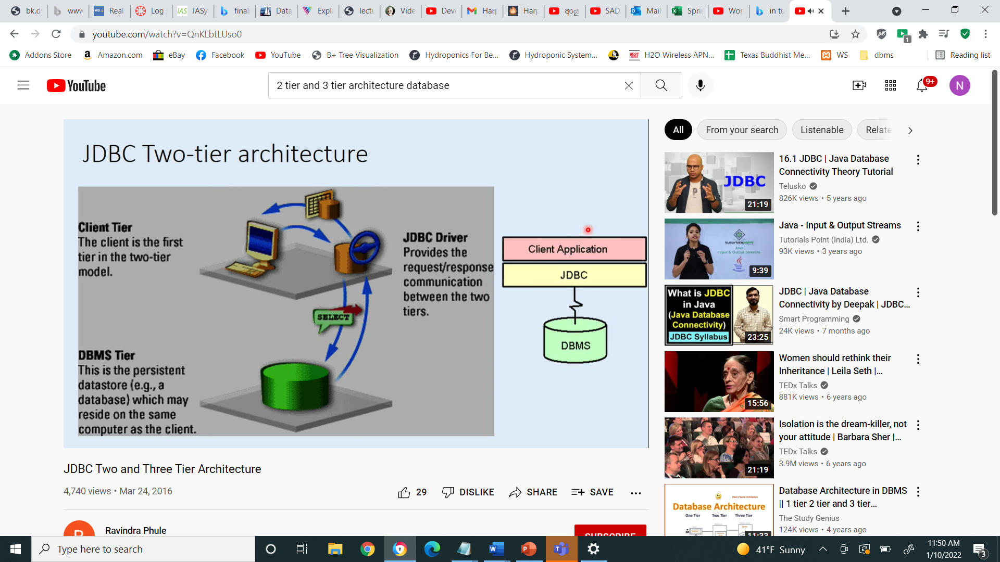 bk.d
www
Real
Log
IASy
final
Data
Expla
lectu
Vide
Deve
Harp
Harp
SAD
Mail
Sprin
Wor
in tu
youtube.com/watch?v=QnKLbtLUso0
1
Addons Store
Amazon.com
eBay
Facebook
YouTube
B+ Tree Visualization
Hydroponics For Be...
Hydroponic System...
H2O Wireless APN...
Texas Buddhist Me...
WS
dbms
Reading list
YouTube
2 tier and 3 tier architecture database
9+
N
JDBC Two-tier architecture
Client Tier
The client is the first
tier in the two-tier
model.
JDBC Driver
Provides the
request/response
communication
between the two
tiers.
SELECT
DBMS Tier
This is the persistent
datastore (e.g., a
database) which may
reside on the same
computer as the client.
Client Application
JDBC
DBMS
JDBC Two and Three Tier Architecture
4,740 views • Mar 24, 2016
29
DISLIKE
SHARE
SAVE
Ravindra Phule
SUBSCRIBE
All
From your search
Listenable
Relate
JDBC
21:19
16.1 JDBC | Java Database
Connectivity Theory Tutorial
Telusko
826K views • 5 years ago
tutorialspoint
Java
Input & Output Streams
9:39
Java - Input & Output Streams
Tutorials Point (India) Ltd.
93K views • 3 years ago
What is JDBC
in Java
(Java Database
Connectivity)
JDBC Syllabus
23:25
JDBC | Java Database
Connectivity by Deepak | JDBC...
Smart Programming
24K views • 7 months ago
15:56
Women should rethink their
Inheritance | Leila Seth |...
TEDx Talks
881K views • 6 years ago
21:19
Isolation is the dream-killer, not
your attitude | Barbara Sher |...
TEDx Talks
3.9M views • 6 years ago
Database Architecture
One Tier
Two Tier
Three Tier
11:33
Database Architecture in DBMS
|| 1 tier 2 tier and 3 tier...
The Study Genius
124K views • 4 years ago
Type here to search
41°F Sunny
11:50 AM
1/10/2022
3